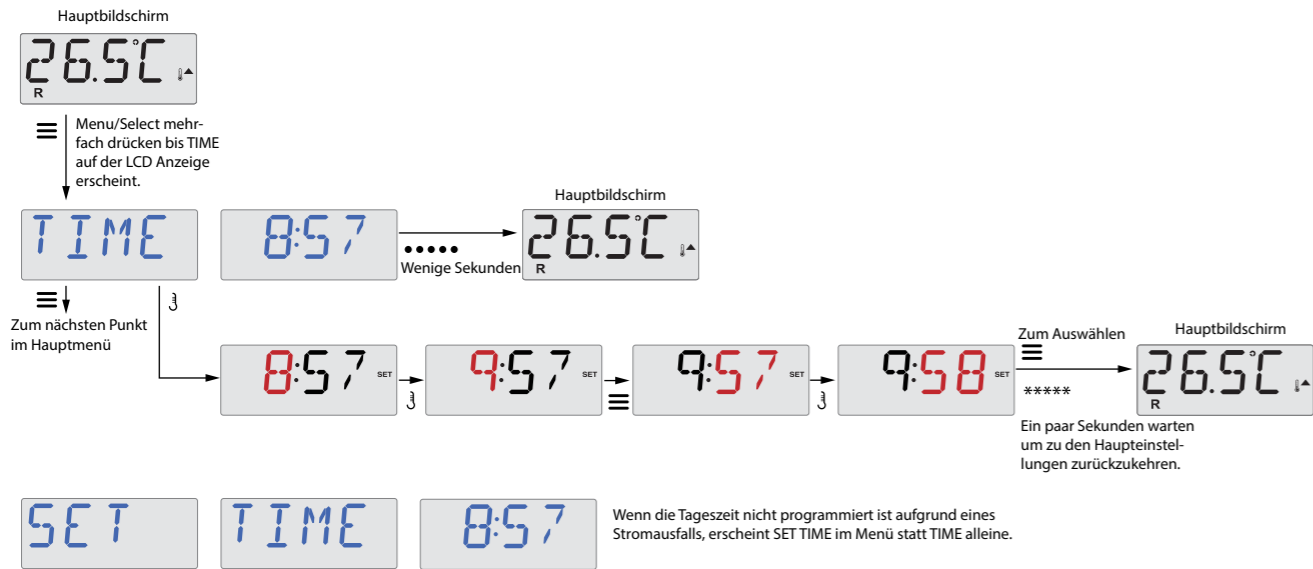 Hauptbildschirm
26.5°C
R
Menu/Select mehr-
fach drücken bis TIME
auf der LCD Anzeige
erscheint.
TIME
8:57
Wenige Sekunden
Hauptbildschirm
26.5°C
R
Zum nächsten Punkt
im Hauptmenü
8:57 SET
9:57 SET
9:57 SET
9:58 SET
Zum Auswählen
*****
Ein paar Sekunden warten
um zu den Haupteinstel-
lungen zurückzukehren.
Hauptbildschirm
26.5°C
R
SET
TIME
8:57
Wenn die Tageszeit nicht programmiert ist aufgrund eines
Stromausfalls, erscheint SET TIME im Menü statt TIME alleine.